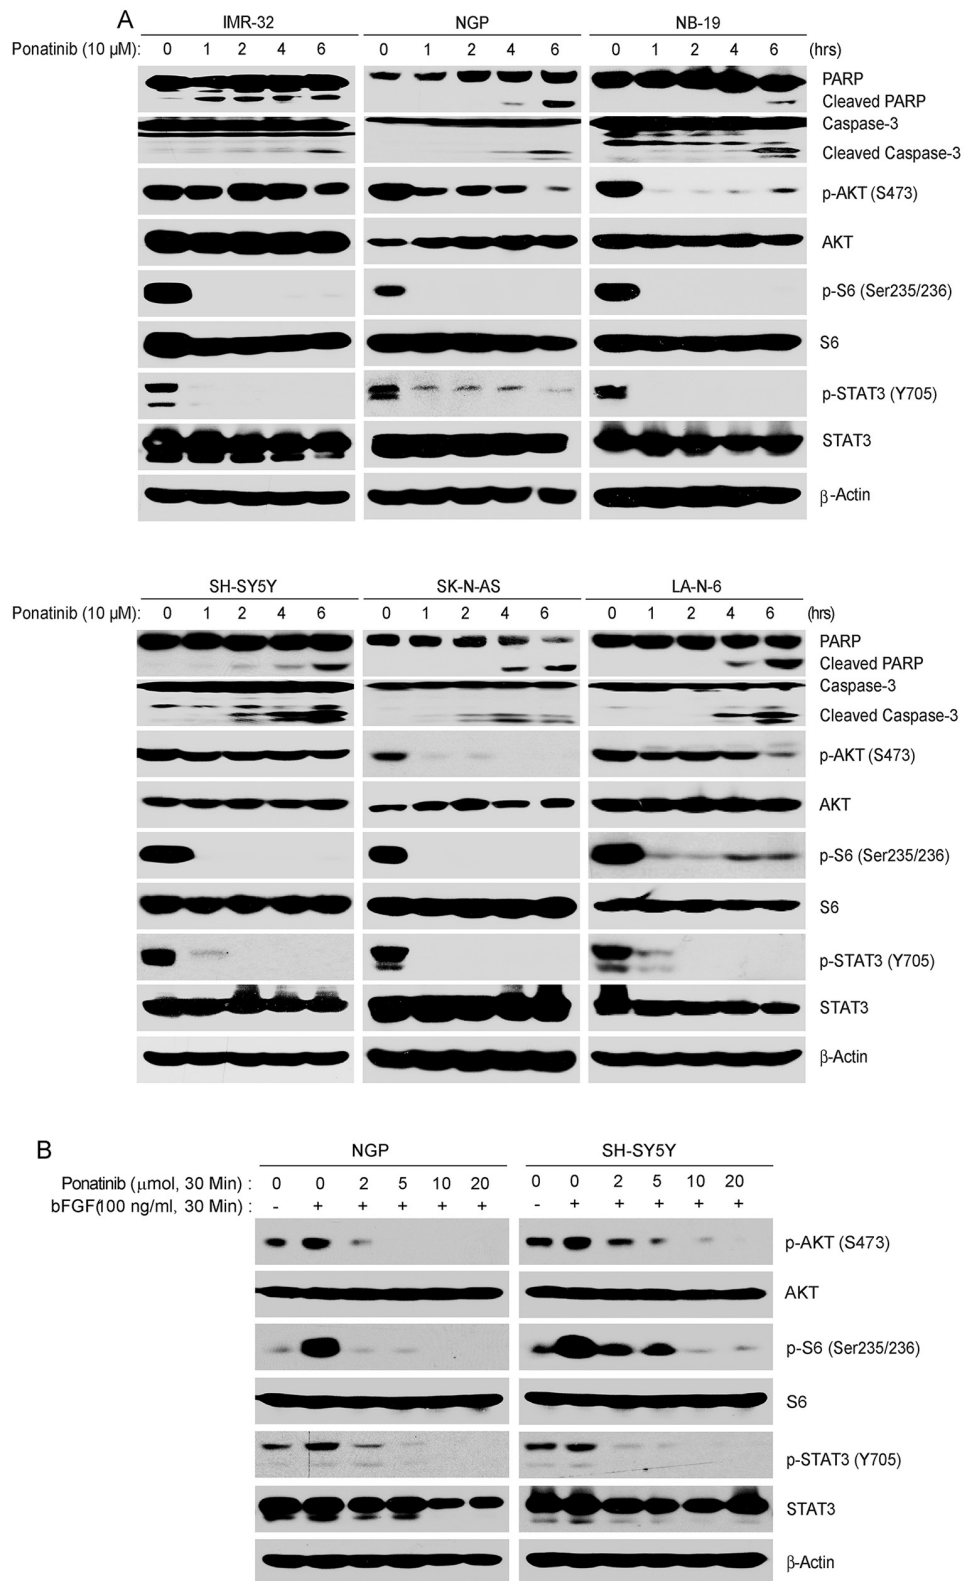 A
IMR-32 NGP NB-19
Ponatinib (10 µM): 0 1 2 4 6 0 1 2 4 6 0 1 2 4 6 (hrs)
PARP
Cleaved PARP
Caspase-3
Cleaved Caspase-3
p-AKT (S473)
AKT
p-S6 (Ser235/236)
S6
p-STAT3 (Y705)
STAT3
β-Actin
SH-SY5Y SK-N-AS LA-N-6
Ponatinib (10 µM): 0 1 2 4 6 0 1 2 4 6 0 1 2 4 6 (hrs)
PARP
Cleaved PARP
Caspase-3
Cleaved Caspase-3
p-AKT (S473)
AKT
p-S6 (Ser235/236)
S6
p-STAT3 (Y705)
STAT3
β-Actin
B
NGP SH-SY5Y
Ponatinib (μmol, 30 Min) : 0 0 2 5 10 20 0 0 2 5 10 20
bFGF(100 ng/ml, 30 Min) : - + + + + + - + + + + +
p-AKT (S473)
AKT
p-S6 (Ser235/236)
S6
p-STAT3 (Y705)
STAT3
β-Actin